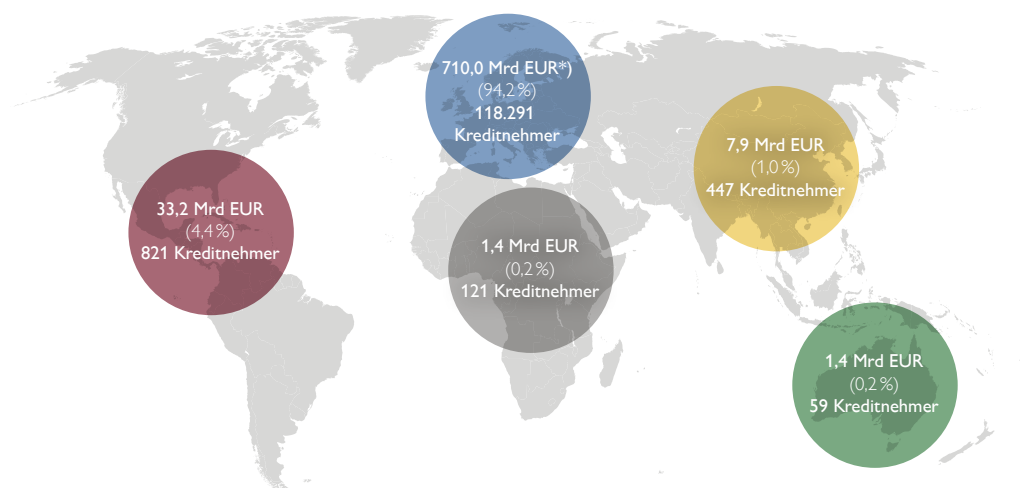 710,0 Mrd EUR*)
(94,2 %)
118.291
Kreditnehmer
7,9 Mrd EUR
(1,0 %)
447 Kreditnehmer
33,2 Mrd EUR
(4,4 %)
821 Kreditnehmer
1,4 Mrd EUR
(0,2 %)
121 Kreditnehmer
1,4 Mrd EUR
(0,2 %)
59 Kreditnehmer